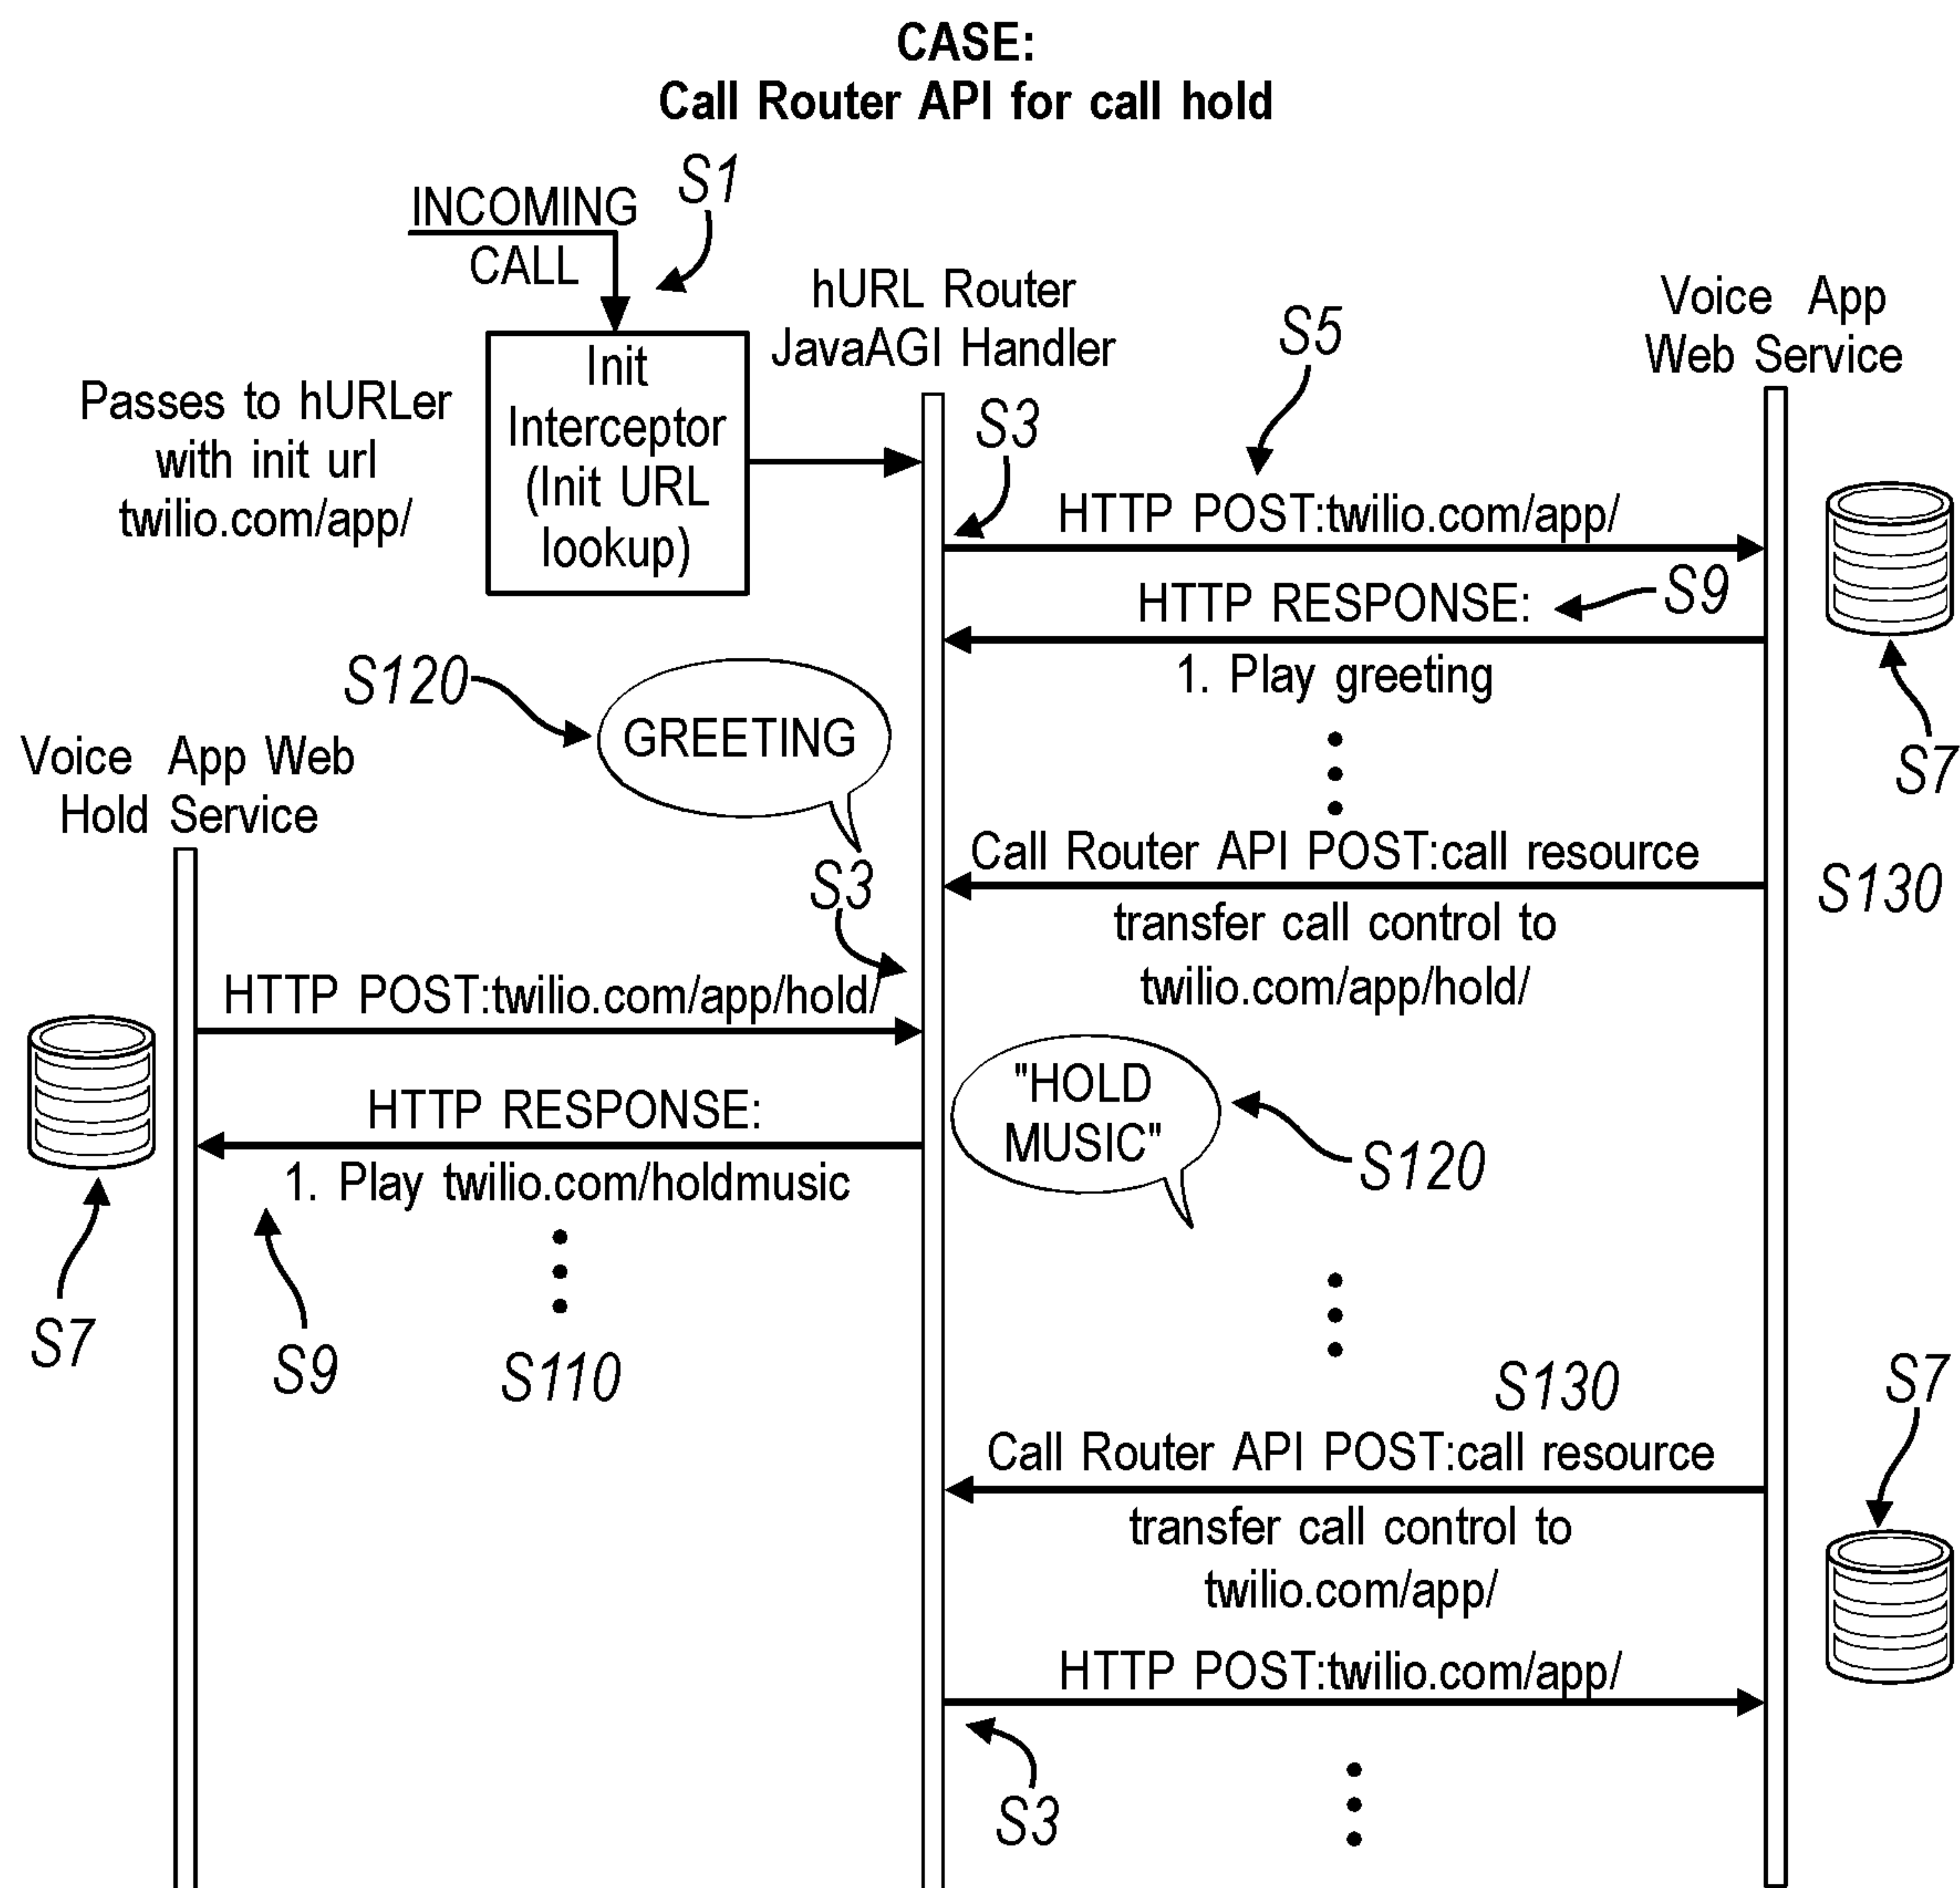 CASE:
Call Router API for call hold
S1
INCOMING
CALL
hURL Router
JavaAGI Handler
Voice App
Web Service
S5
Passes to hURLer
with init url
twilio.com/app/
Init
Interceptor
(Init URL
lookup)
S3
HTTP POST:twilio.com/app/
HTTP RESPONSE:
S9
1. Play greeting
S7
S120
GREETING
Voice App Web
Hold Service
S3
Call Router API POST:call resource
S130
transfer call control to
twilio.com/app/hold/
HTTP POST:twilio.com/app/hold/
"HOLD
MUSIC"
S120
HTTP RESPONSE:
1. Play twilio.com/holdmusic
S7
S9
S110
S130
S7
Call Router API POST:call resource
transfer call control to
twilio.com/app/
HTTP POST:twilio.com/app/
S3